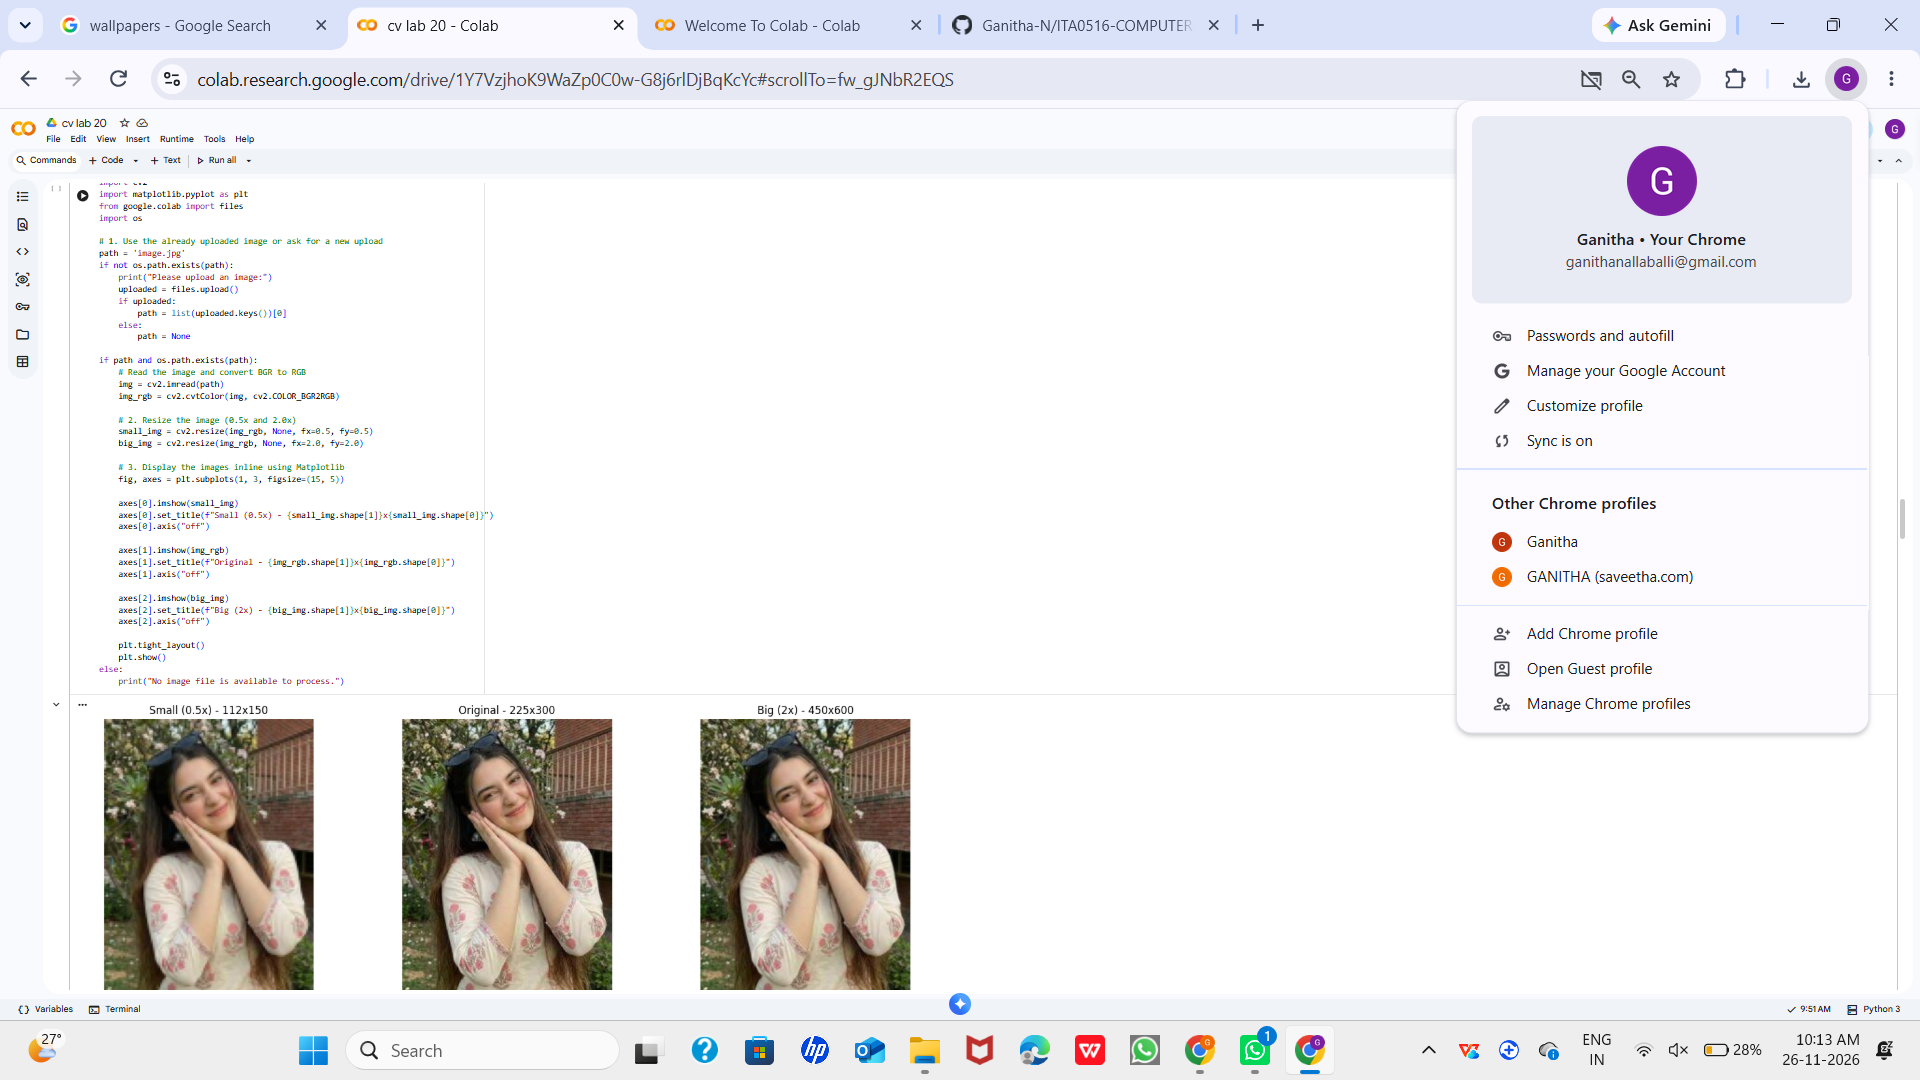 wallpapers - Google Search
cv lab 20 - Colab
Welcome To Colab - Colab
Ganitha-N/ITA0516-COMPUTER
Ask Gemini
colab.research.google.com/drive/1Y7VzjhoK9WaZp0C0w-G8j6rlDjBqKcYc#scrollTo=fw_gJNbR2EQS
G
cv lab 20
G
File Edit View Insert Runtime Tools Help
Commands + Code + Text Run all
import cv2
import matplotlib.pyplot as plt
from google.colab import files
import os
# 1. Use the already uploaded image or ask for a new upload
path = 'image.jpg'
if not os.path.exists(path):
print("Please upload an image:")
uploaded = files.upload()
if uploaded:
path = list(uploaded.keys())[0]
else:
path = None
if path and os.path.exists(path):
# Read the image and convert BGR to RGB
img = cv2.imread(path)
img_rgb = cv2.cvtColor(img, cv2.COLOR_BGR2RGB)
# 2. Resize the image (0.5x and 2.0x)
small_img = cv2.resize(img_rgb, None, fx=0.5, fy=0.5)
big_img = cv2.resize(img_rgb, None, fx=2.0, fy=2.0)
# 3. Display the images inline using Matplotlib
fig, axes = plt.subplots(1, 3, figsize=(15, 5))
axes[0].imshow(small_img)
axes[0].set_title(f"Small (0.5x) - {small_img.shape[1]}x{small_img.shape[0]}")
axes[0].axis("off")
axes[1].imshow(img_rgb)
axes[1].set_title(f"Original - {img_rgb.shape[1]}x{img_rgb.shape[0]}")
axes[1].axis("off")
axes[2].imshow(big_img)
axes[2].set_title(f"Big (2x) - {big_img.shape[1]}x{big_img.shape[0]}")
axes[2].axis("off")
plt.tight_layout()
plt.show()
else:
print("No image file is available to process.")
Small (0.5x) - 112x150
Original - 225x300
Big (2x) - 450x600
G
Ganitha • Your Chrome
ganithanallaballi@gmail.com
Passwords and autofill
Manage your Google Account
Customize profile
Sync is on
Other Chrome profiles
G Ganitha
G GANITHA (saveetha.com)
Add Chrome profile
Open Guest profile
Manage Chrome profiles
{} Variables Terminal
9:51 AM Python 3
27°
Search
1
ENG
IN
28%
10:13 AM
26-11-2026